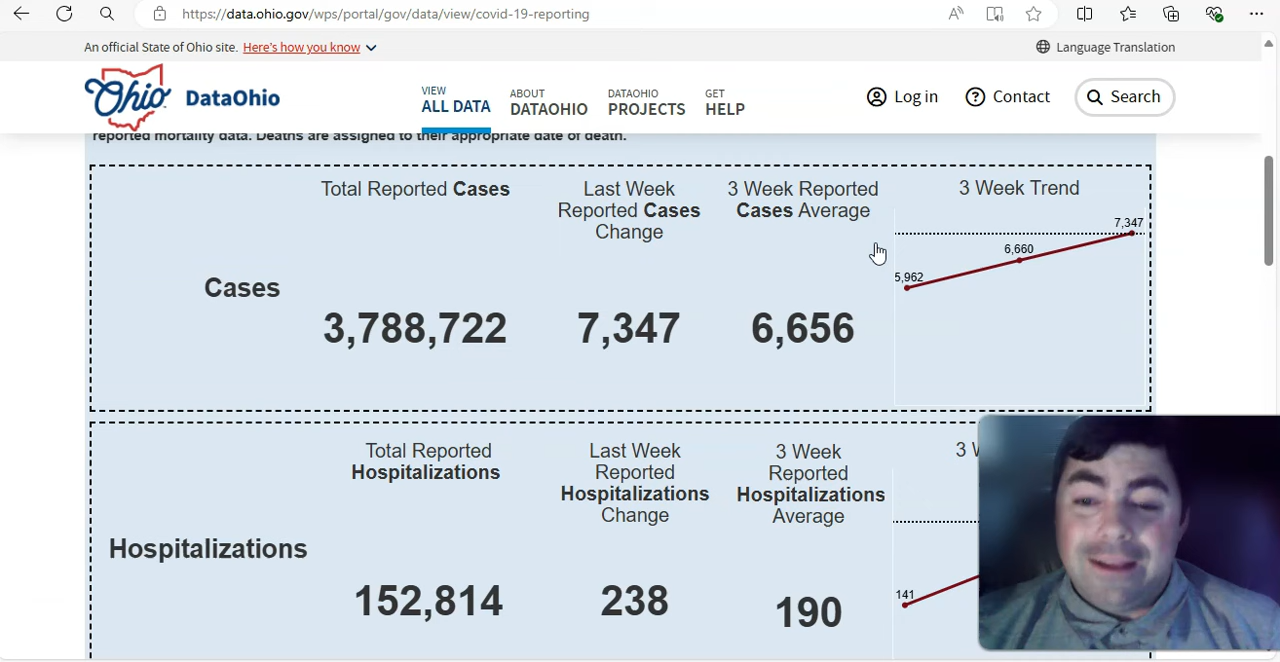 https://data.ohio.gov/wps/portal/gov/data/view/covid-19-reporting
An official State of Ohio site. Here's how you know
Language Translation
Ohio DataOhio
VIEW
ALL DATA
ABOUT
DATAOHIO
DATAOHIO
PROJECTS
GET
HELP
Log in
Contact
Search
reported mortality data. Deaths are assigned to their appropriate date of death.
Total Reported Cases
Last Week
Reported Cases
Change
3 Week Reported
Cases Average
3 Week Trend
7,347
6,660
5,962
Cases
3,788,722
7,347
6,656
Total Reported
Hospitalizations
Last Week
Reported
Hospitalizations
Change
3 Week
Reported
Hospitalizations
Average
3 W
Hospitalizations
152,814
238
190
141